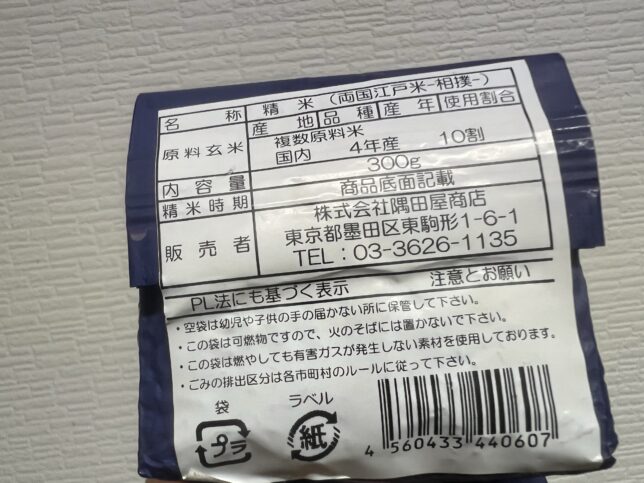 名称 精米 (両国江戸米-相撲-)
産地 品種 産年 使用割合
原料玄米 複数原料米
国内 4年産 10割
内容量 300g
精米時期 商品底面記載
販売者 株式会社隅田屋商店
東京都墨田区東駒形1-6-1
TEL:03-3626-1135
PL法にも基づく表示 注意とお願い
・空袋は幼児や子供の手の届かない所に保管して下さい。
・この袋は可燃物ですので、火のそばには置かないで下さい。
・この袋は燃やしても有害ガスが発生しない素材を使用しております。
・ごみの排出区分は各市町村のルールに従って下さい。
袋 ラベル
プラ 紙
4 560433 440607